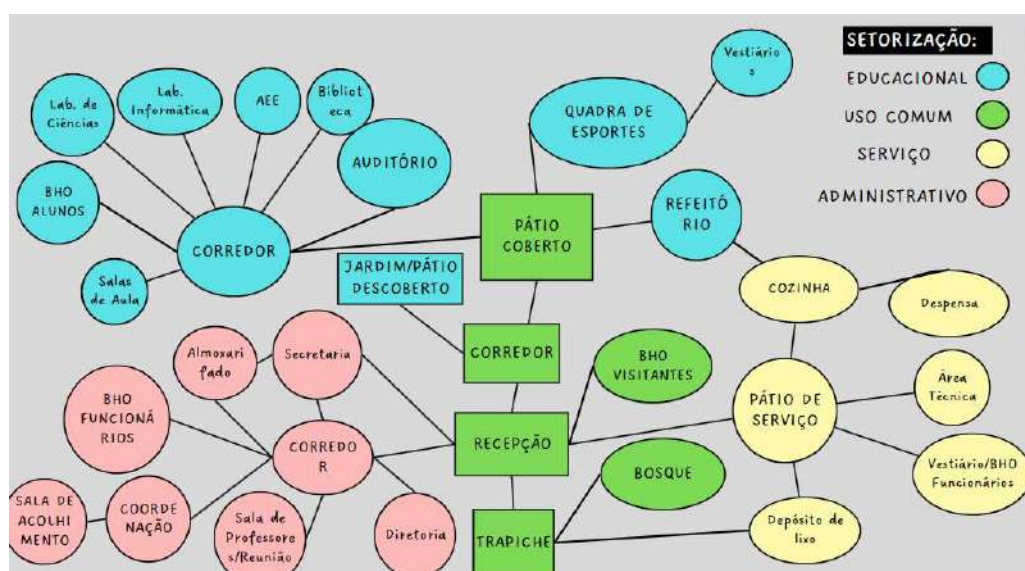 SETORIZAÇÃO:
EDUCACIONAL
USO COMUM
SERVIÇO
ADMINISTRATIVO
Lab. de
Ciências
Lab.
Informática
AEE
Bibliot
eca
AUDITÓRIO
BHO
ALUNOS
CORREDOR
Salas
de Aula
QUADRA DE
ESPORTES
Vestiário
s
PÁTIO
COBERTO
REFEITÓ
RIO
JARDIM/PÁTIO
DESCOBERTO
COZINHA
Despensa
CORREDOR
BHO
VISITANTES
Almoxari
fado
Secretaria
BHO
FUNCIONÁ
RIOS
CORREDO
R
RECEPÇÃO
PÁTIO DE
SERVIÇO
Área
Técnica
BOSQUE
Vestiário/BHO
Funcionários
SALA DE
ACOLHI
MENTO
COORDE
NAÇÃO
Sala de
Professore
s/Reunião
Diretoria
TRAPICHE
Depósito de
lixo